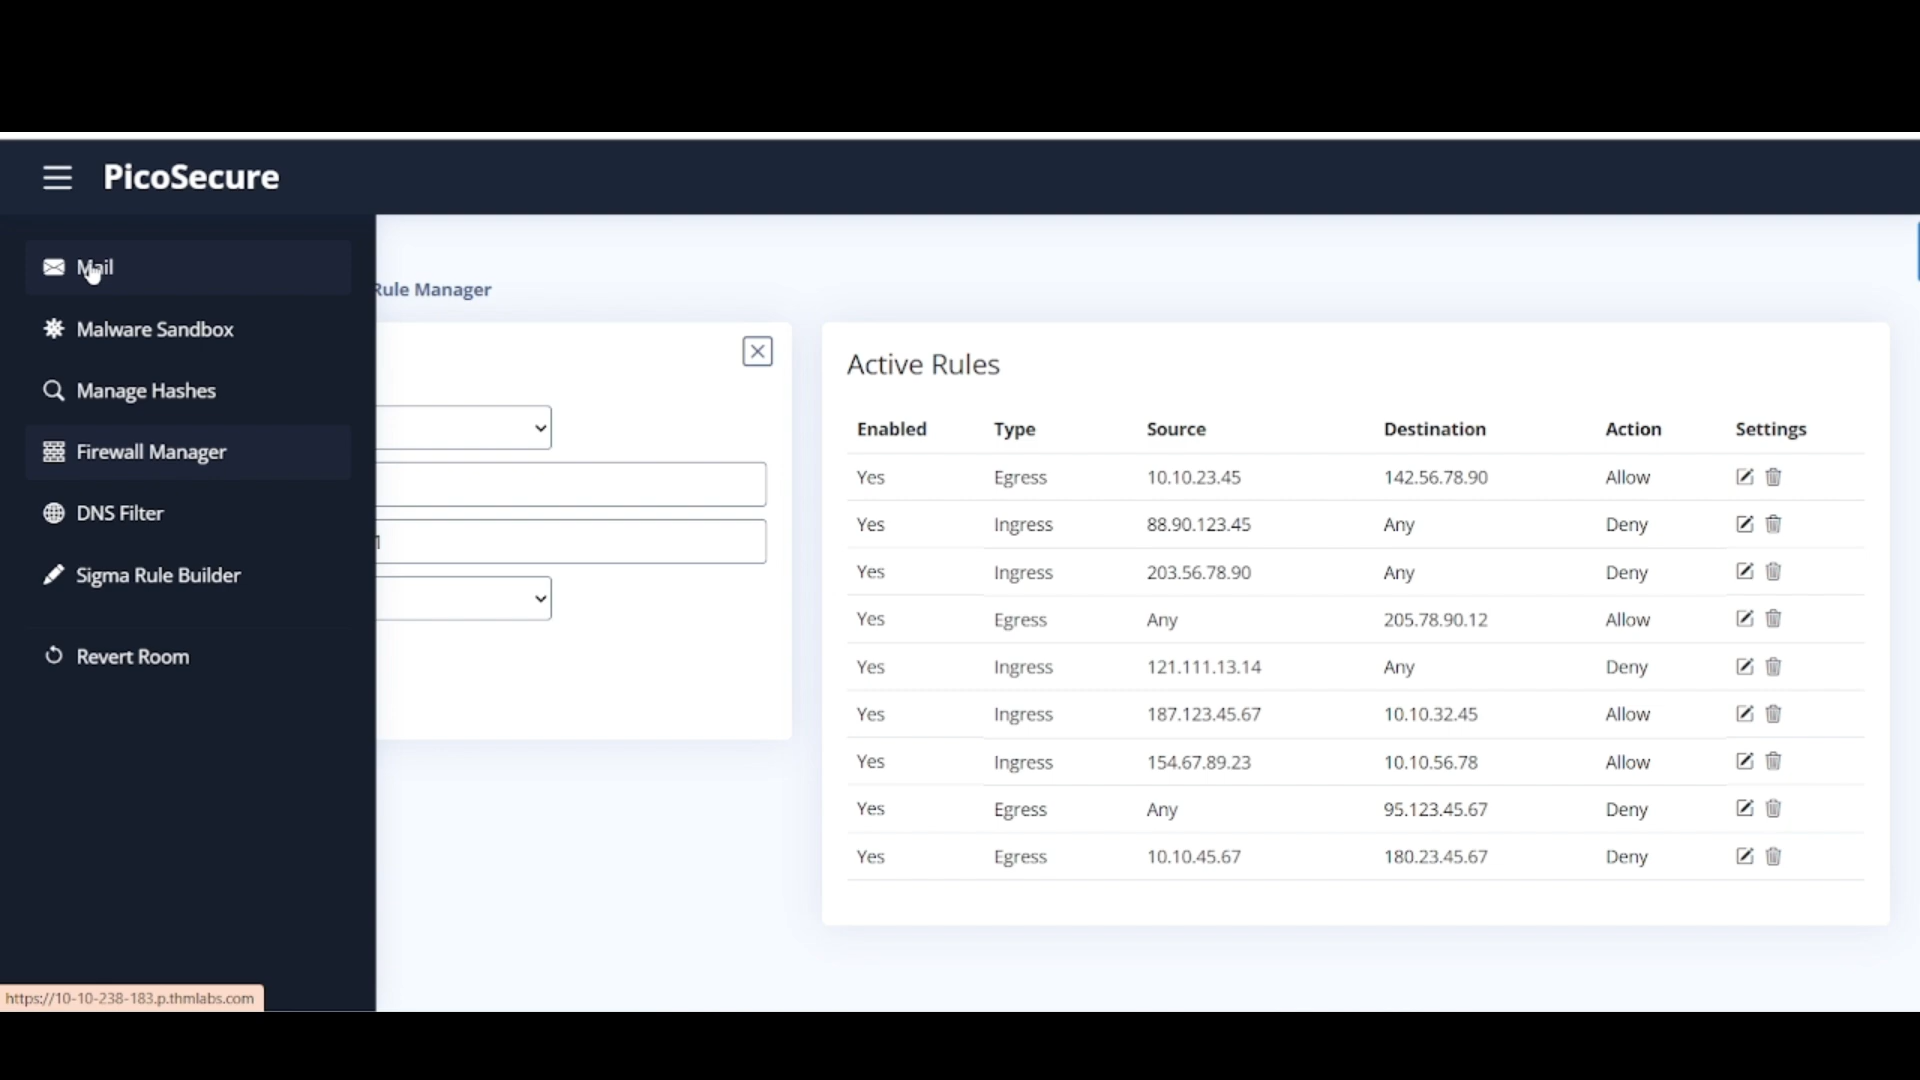 PicoSecure
Mail
Malware Sandbox
Manage Hashes
Firewall Manager
DNS Filter
Sigma Rule Builder
Revert Room
Rule Manager
1
Active Rules
Enabled Type Source Destination Action Settings
Yes Egress 10.10.23.45 142.56.78.90 Allow
Yes Ingress 88.90.123.45 Any Deny
Yes Ingress 203.56.78.90 Any Deny
Yes Egress Any 205.78.90.12 Allow
Yes Ingress 121.111.13.14 Any Deny
Yes Ingress 187.123.45.67 10.10.32.45 Allow
Yes Ingress 154.67.89.23 10.10.56.78 Allow
Yes Egress Any 95.123.45.67 Deny
Yes Egress 10.10.45.67 180.23.45.67 Deny
https://10-10-238-183.p.thmlabs.com